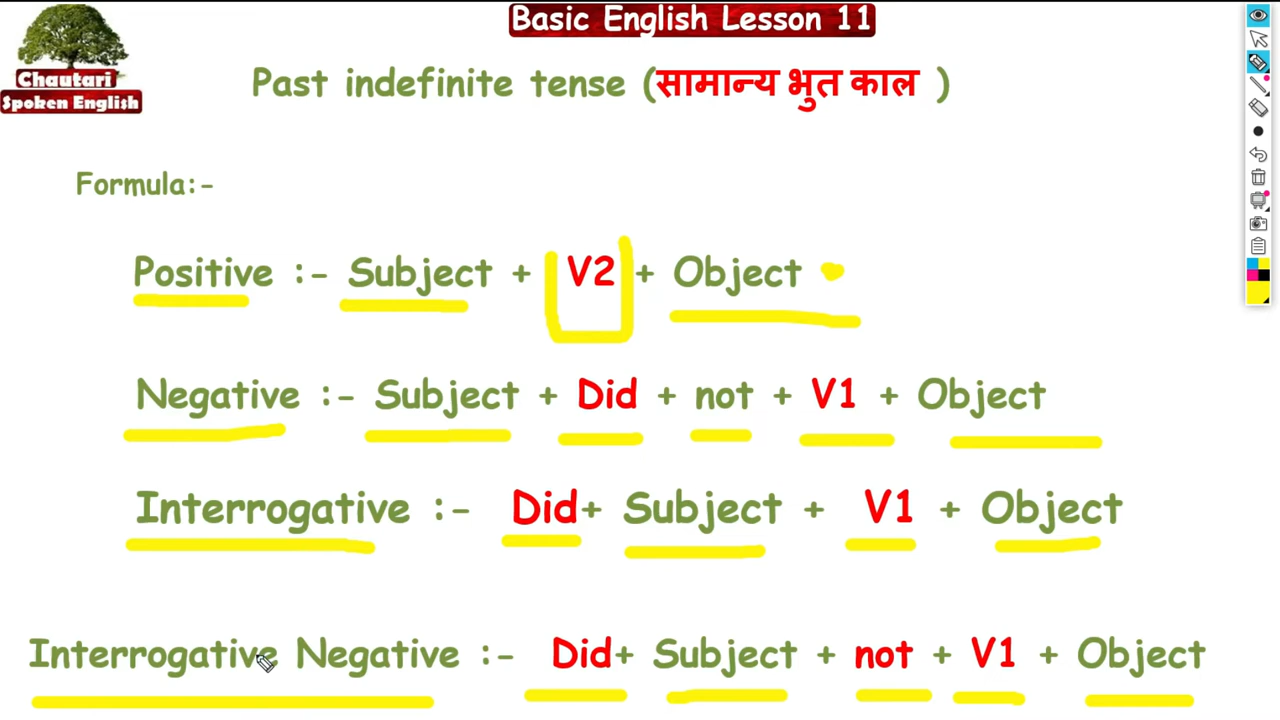 Basic English Lesson 11
Chautari
Spoken English
Past indefinite tense (सामान्य भुत काल )
Formula:-
Positive :- Subject + V2 + Object
Negative :- Subject + Did + not + V1 + Object
Interrogative :- Did+ Subject + V1 + Object
Interrogative Negative :- Did+ Subject + not + V1 + Object